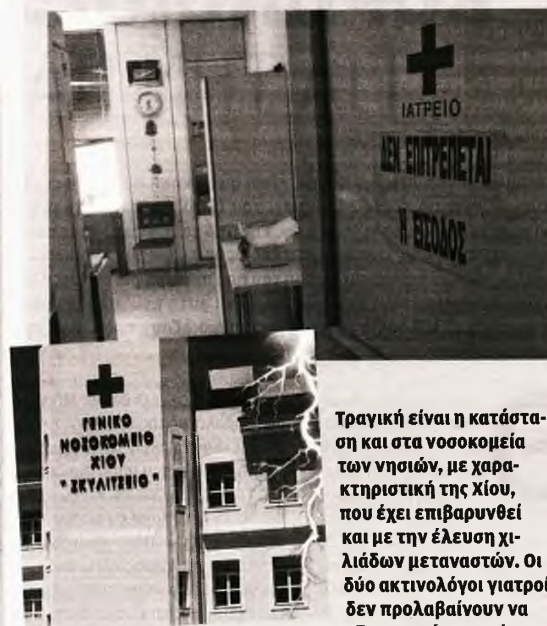 ΙΑΤΡΕΙΟ
ΔΕΝ ΕΠΙΤΡΕΠΕΤΑΙ
Η ΕΙΣΟΔΟΣ
ΓΕΝΙΚΟ
ΝΟΣΟΚΟΜΕΙΟ
ΧΙΟΥ
"ΣΚΥΛΙΤΣΕΙΟ"
Τραγική είναι η κατάστα-
ση και στα νοσοκομεία
των νησιών, με χαρα-
κτηριστική της Χίου,
που έχει επιβαρυνθεί
και με την έλευση χι-
λιάδων μεταναστών. Οι
δύο ακτινολόγοι γιατροί
δεν προλαβαίνουν να